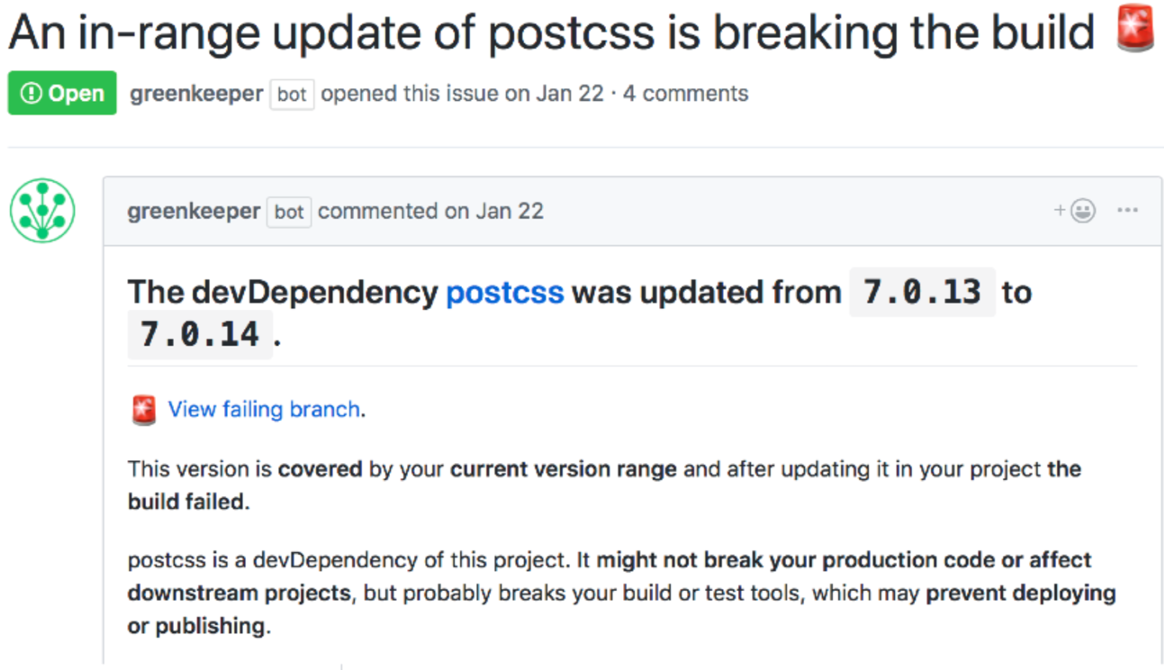 An in-range update of postcss is breaking the build 🚨
Open greenkeeper bot opened this issue on Jan 22 · 4 comments
greenkeeper bot commented on Jan 22
The devDependency postcss was updated from 7.0.13 to
7.0.14 .
🚨 View failing branch.
This version is covered by your current version range and after updating it in your project the
build failed.
postcss is a devDependency of this project. It might not break your production code or affect
downstream projects, but probably breaks your build or test tools, which may prevent deploying
or publishing.